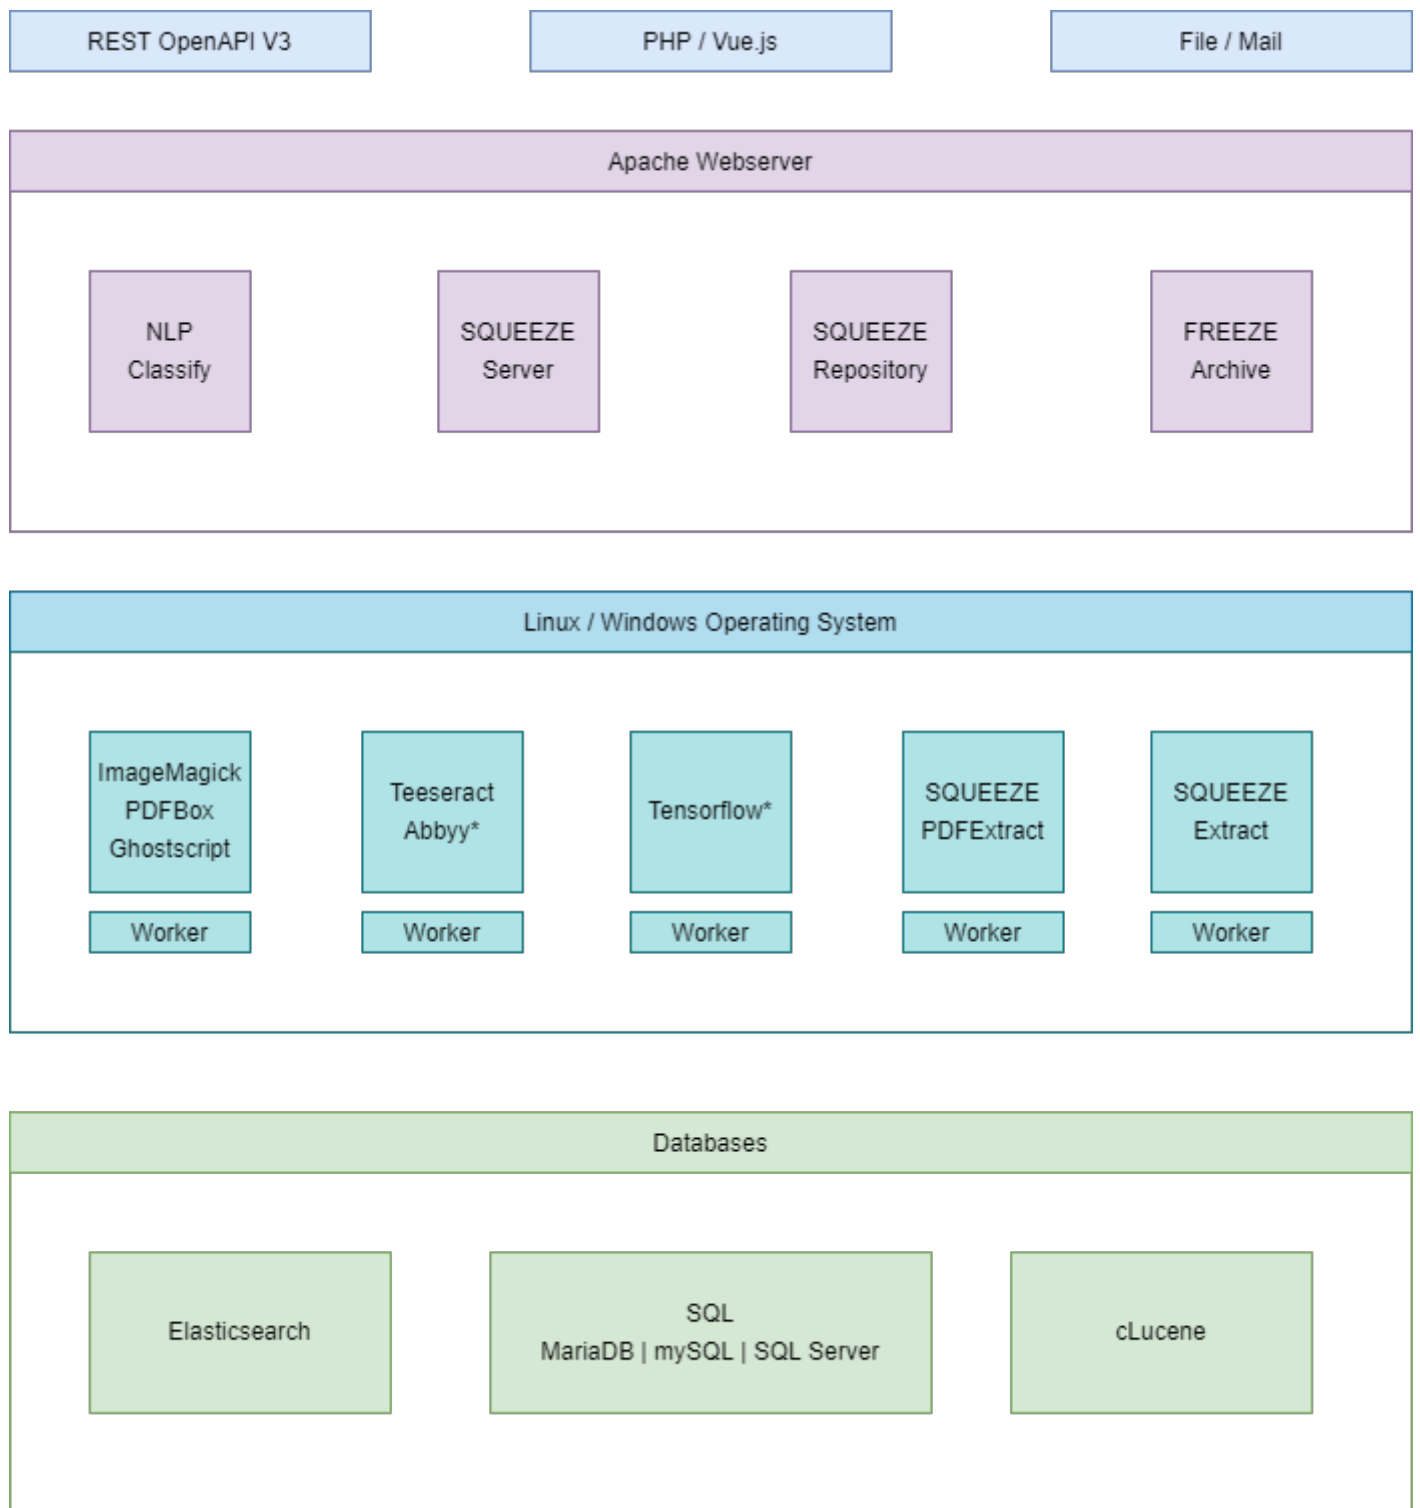 REST OpenAPI V3
PHP / Vue.js
File / Mail
Apache Webserver
NLP
Classify
SQUEEZE
Server
SQUEEZE
Repository
FREEZE
Archive
Linux / Windows Operating System
ImageMagick
PDFBox
Ghostscript
Teeseract
Abbyy*
Tensorflow*
SQUEEZE
PDFExtract
SQUEEZE
Extract
Worker
Worker
Worker
Worker
Worker
Databases
Elasticsearch
SQL
MariaDB | mySQL | SQL Server
cLucene